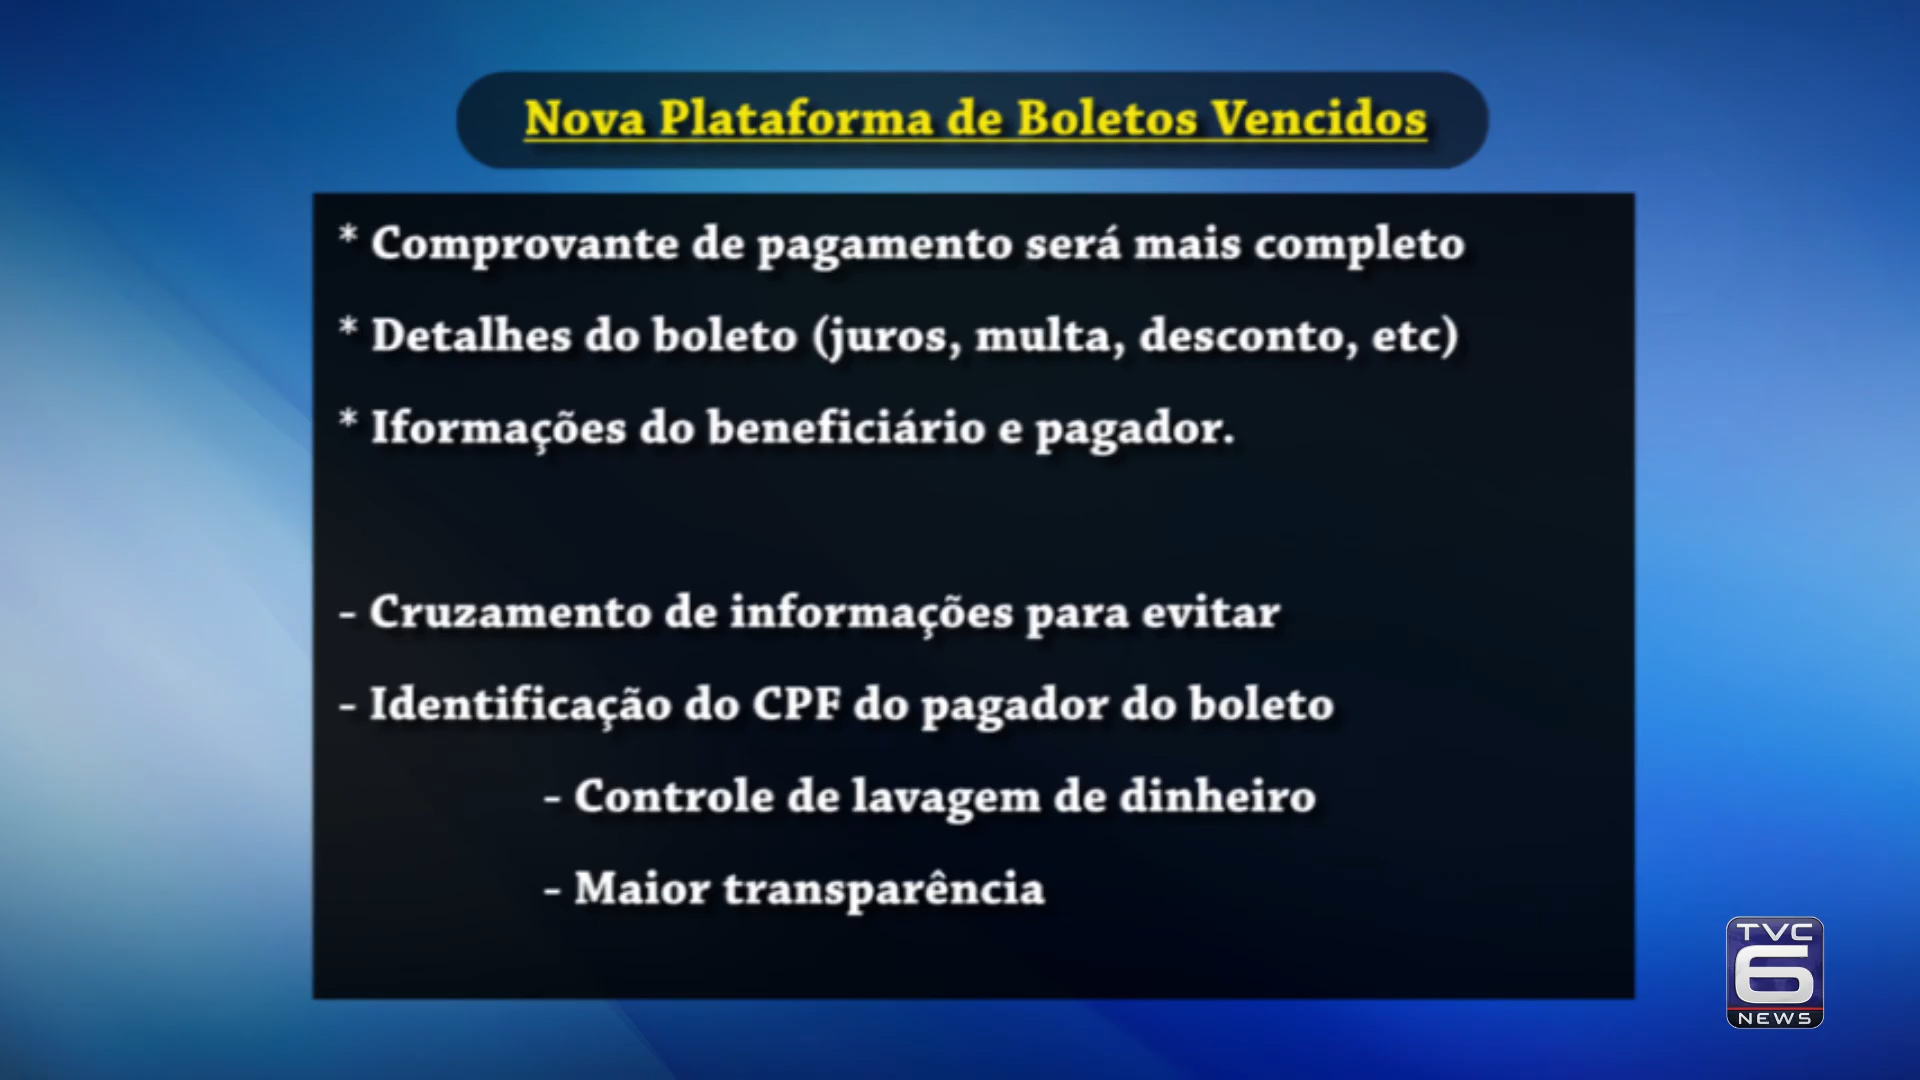 Nova Plataforma de Boletos Vencidos
* Comprovante de pagamento será mais completo
* Detalhes do boleto (juros, multa, desconto, etc)
* Iformações do beneficiário e pagador.
- Cruzamento de informações para evitar
- Identificação do CPF do pagador do boleto
- Controle de lavagem de dinheiro
- Maior transparência
TVC
6
NEWS